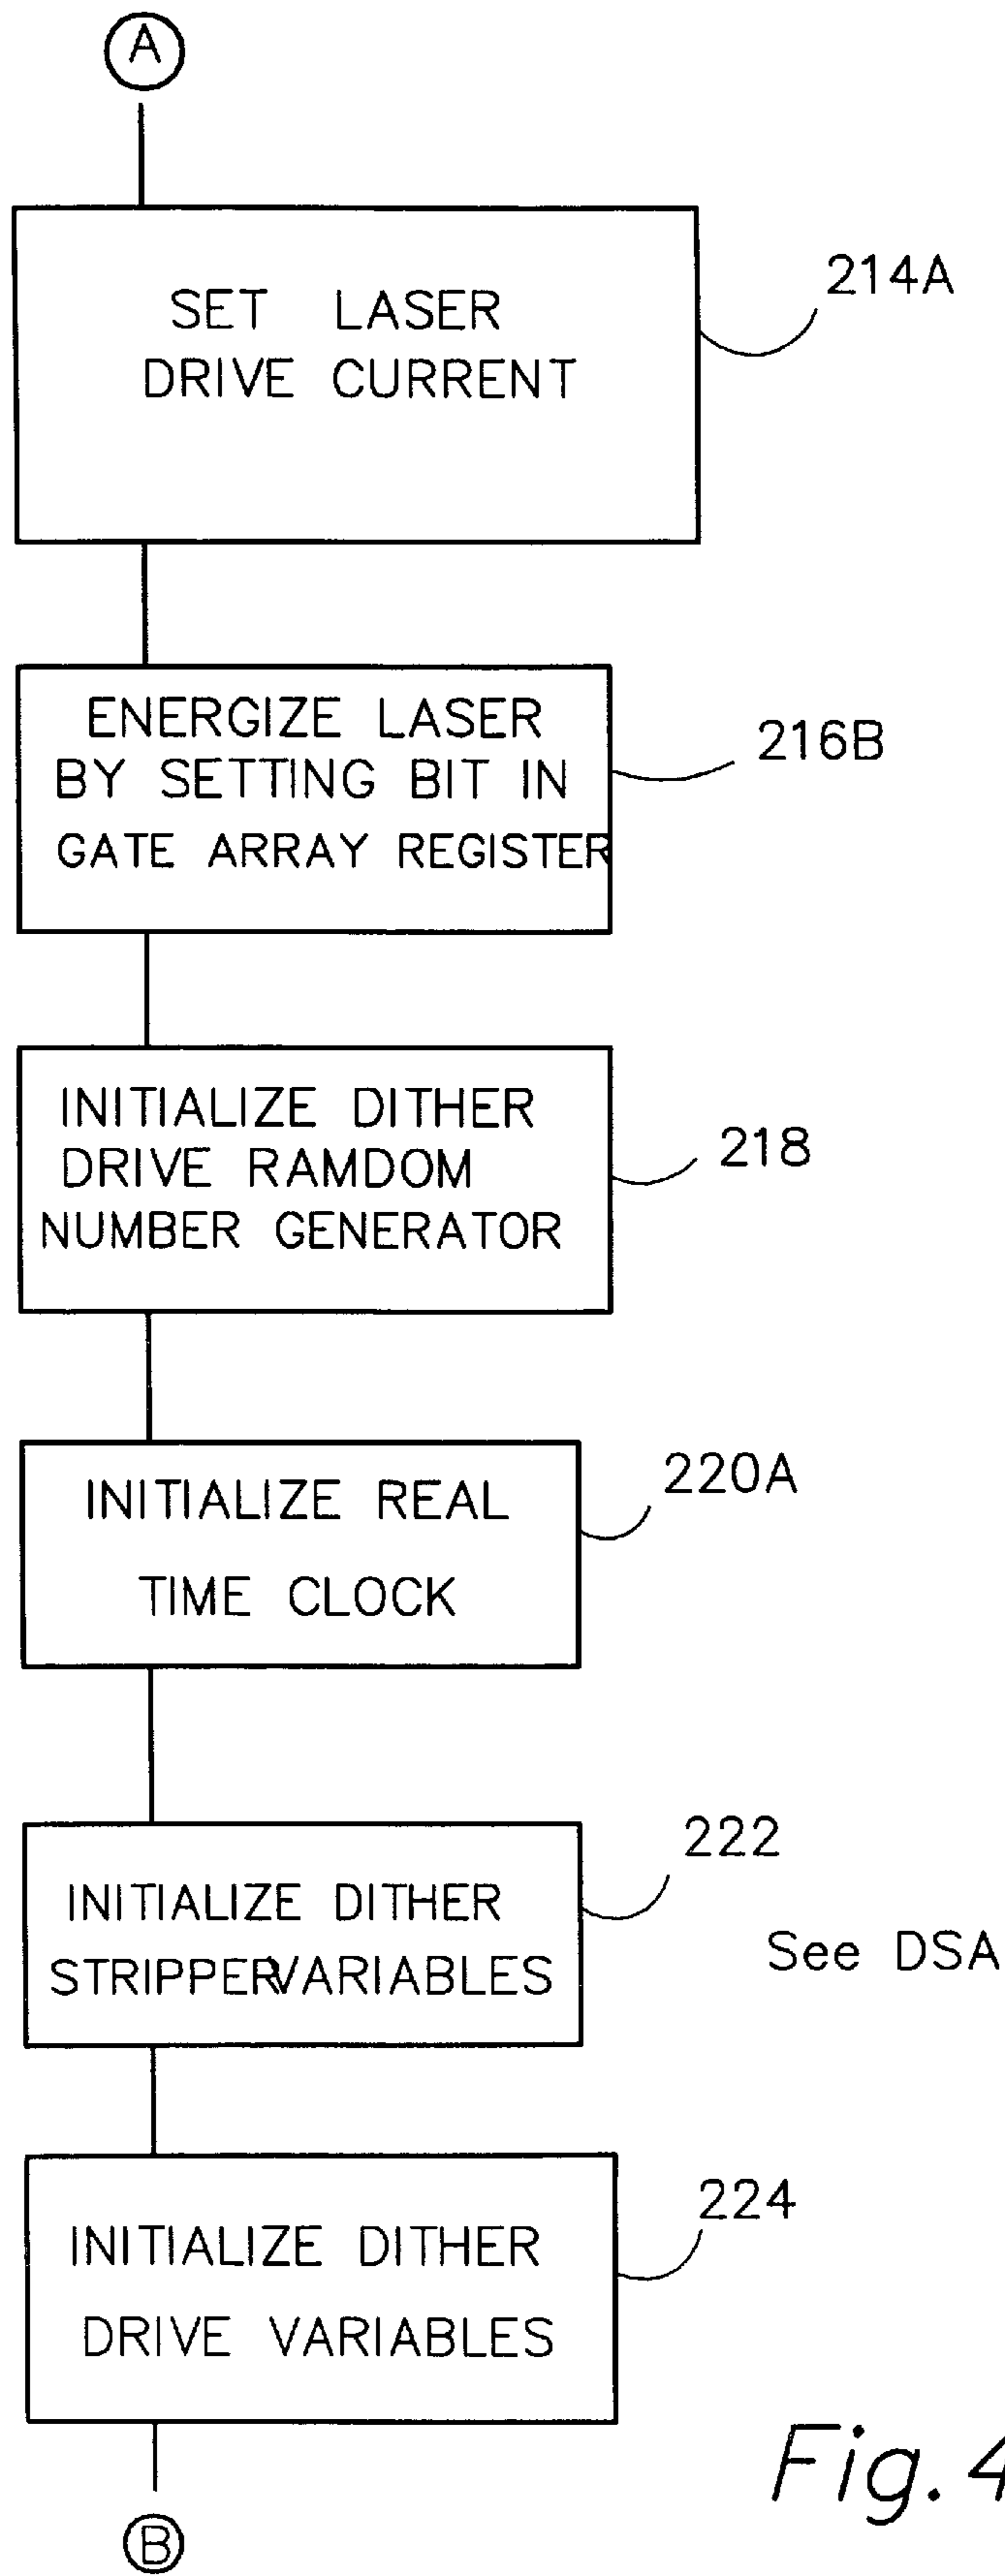 A
SET LASER
DRIVE CURRENT
214A
ENERGIZE LASER
BY SETTING BIT IN
GATE ARRAY REGISTER
216B
INITIALIZE DITHER
DRIVE RAMDOM
NUMBER GENERATOR
218
INITIALIZE REAL
TIME CLOCK
220A
INITIALIZE DITHER
STRIPPER VARIABLES
222
See DSA
INITIALIZE DITHER
DRIVE VARIABLES
224
Fig. 4
B